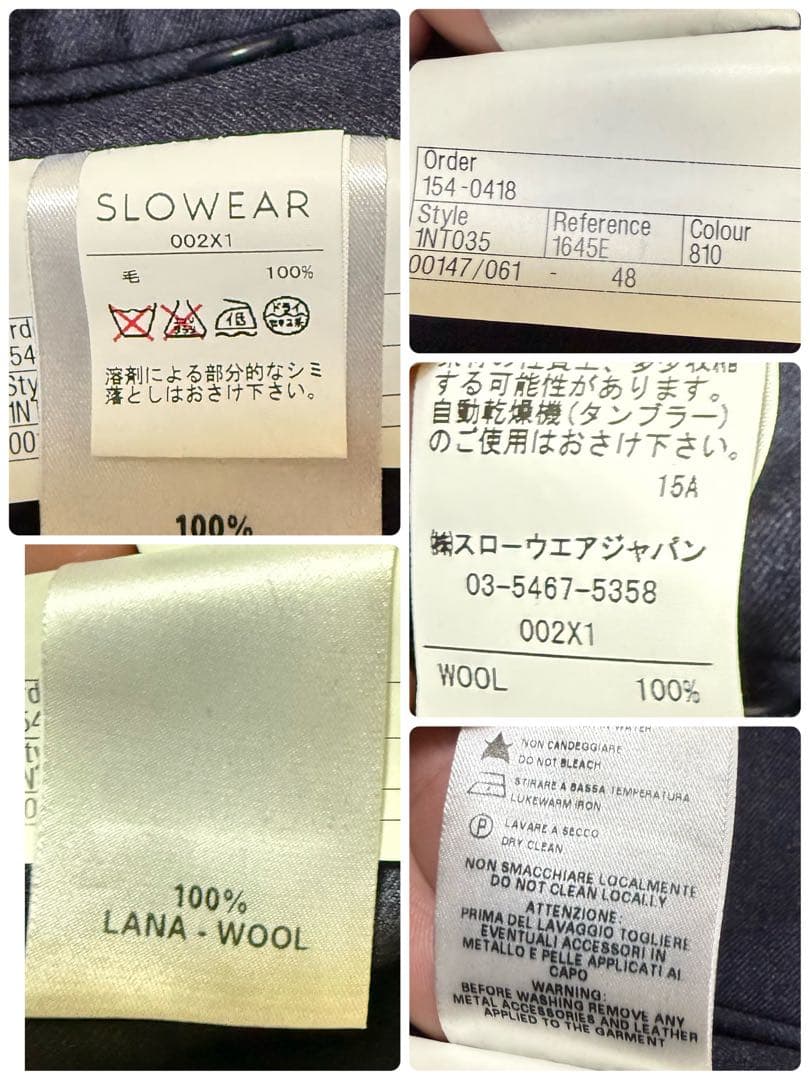 SLOWEAR
002X1
毛 100%
溶剤による部分的なシミ
落としはおさけ下さい。
100%
Order
154-0418
Style Reference Colour
1NT035 1645E 810
00147/061 - 48
する可能性があります。
自動乾燥機(タンブラー)
のご使用はおさけ下さい。
15A
㈱スローウエアジャパン
03-5467-5358
002X1
WOOL 100%
100%
LANA - WOOL
WATER
NON CANDEGGIARE
DO NOT BLEACH
STIRARE A BASSA TEMPERATURA
LUKEWARM IRON
P
LAVARE A SECCO
DRY CLEAN
NON SMACCHIARE LOCALMENTE
DO NOT CLEAN LOCALLY
ATTENZIONE:
PRIMA DEL LAVAGGIO TOGLIERE
EVENTUALI ACCESSORI IN
METALLO E PELLE APPLICATI AL
CAPO
WARNING:
BEFORE WASHING REMOVE ANY
METAL ACCESSORIES AND LEATHER
APPLIED TO THE GARMENT